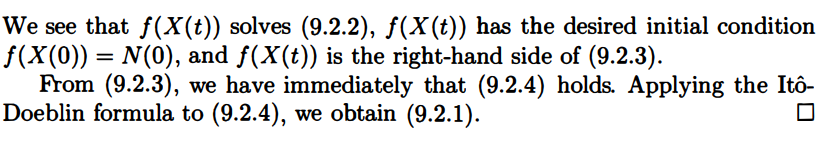 We see that f(X(t)) solves (9.2.2), f(X(t)) has the desired initial condition
f(X(0)) = N(0), and f(X(t)) is the right-hand side of (9.2.3).
From (9.2.3), we have immediately that (9.2.4) holds. Applying the Itô-
Doeblin formula to (9.2.4), we obtain (9.2.1). □